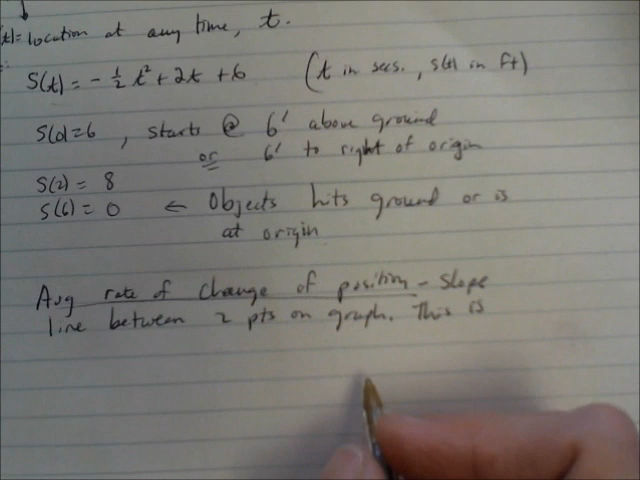 (t)= location at any time, t.
S(t) = -½t² + 2t + 6 (t in secs., s(t) in ft)
S(0)=6, starts @ 6' above ground
or 6' to right of origin
S(2) = 8
S(6) = 0 ← Objects hits ground or is
at origin
Avg rate of change of position - slope
line between 2 pts on graph. This is